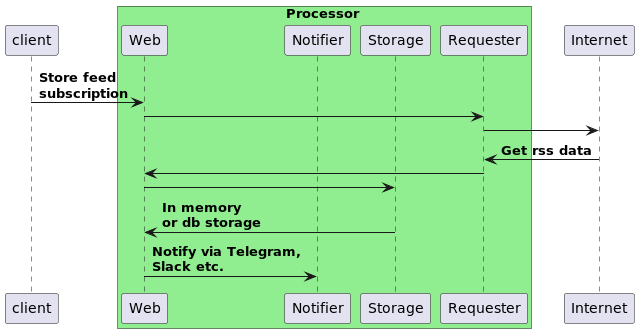 Processor
client
Web
Notifier
Storage
Requester
Internet
Store feed
subscription
Get rss data
In memory
or db storage
Notify via Telegram,
Slack etc.
client
Web
Notifier
Storage
Requester
Internet